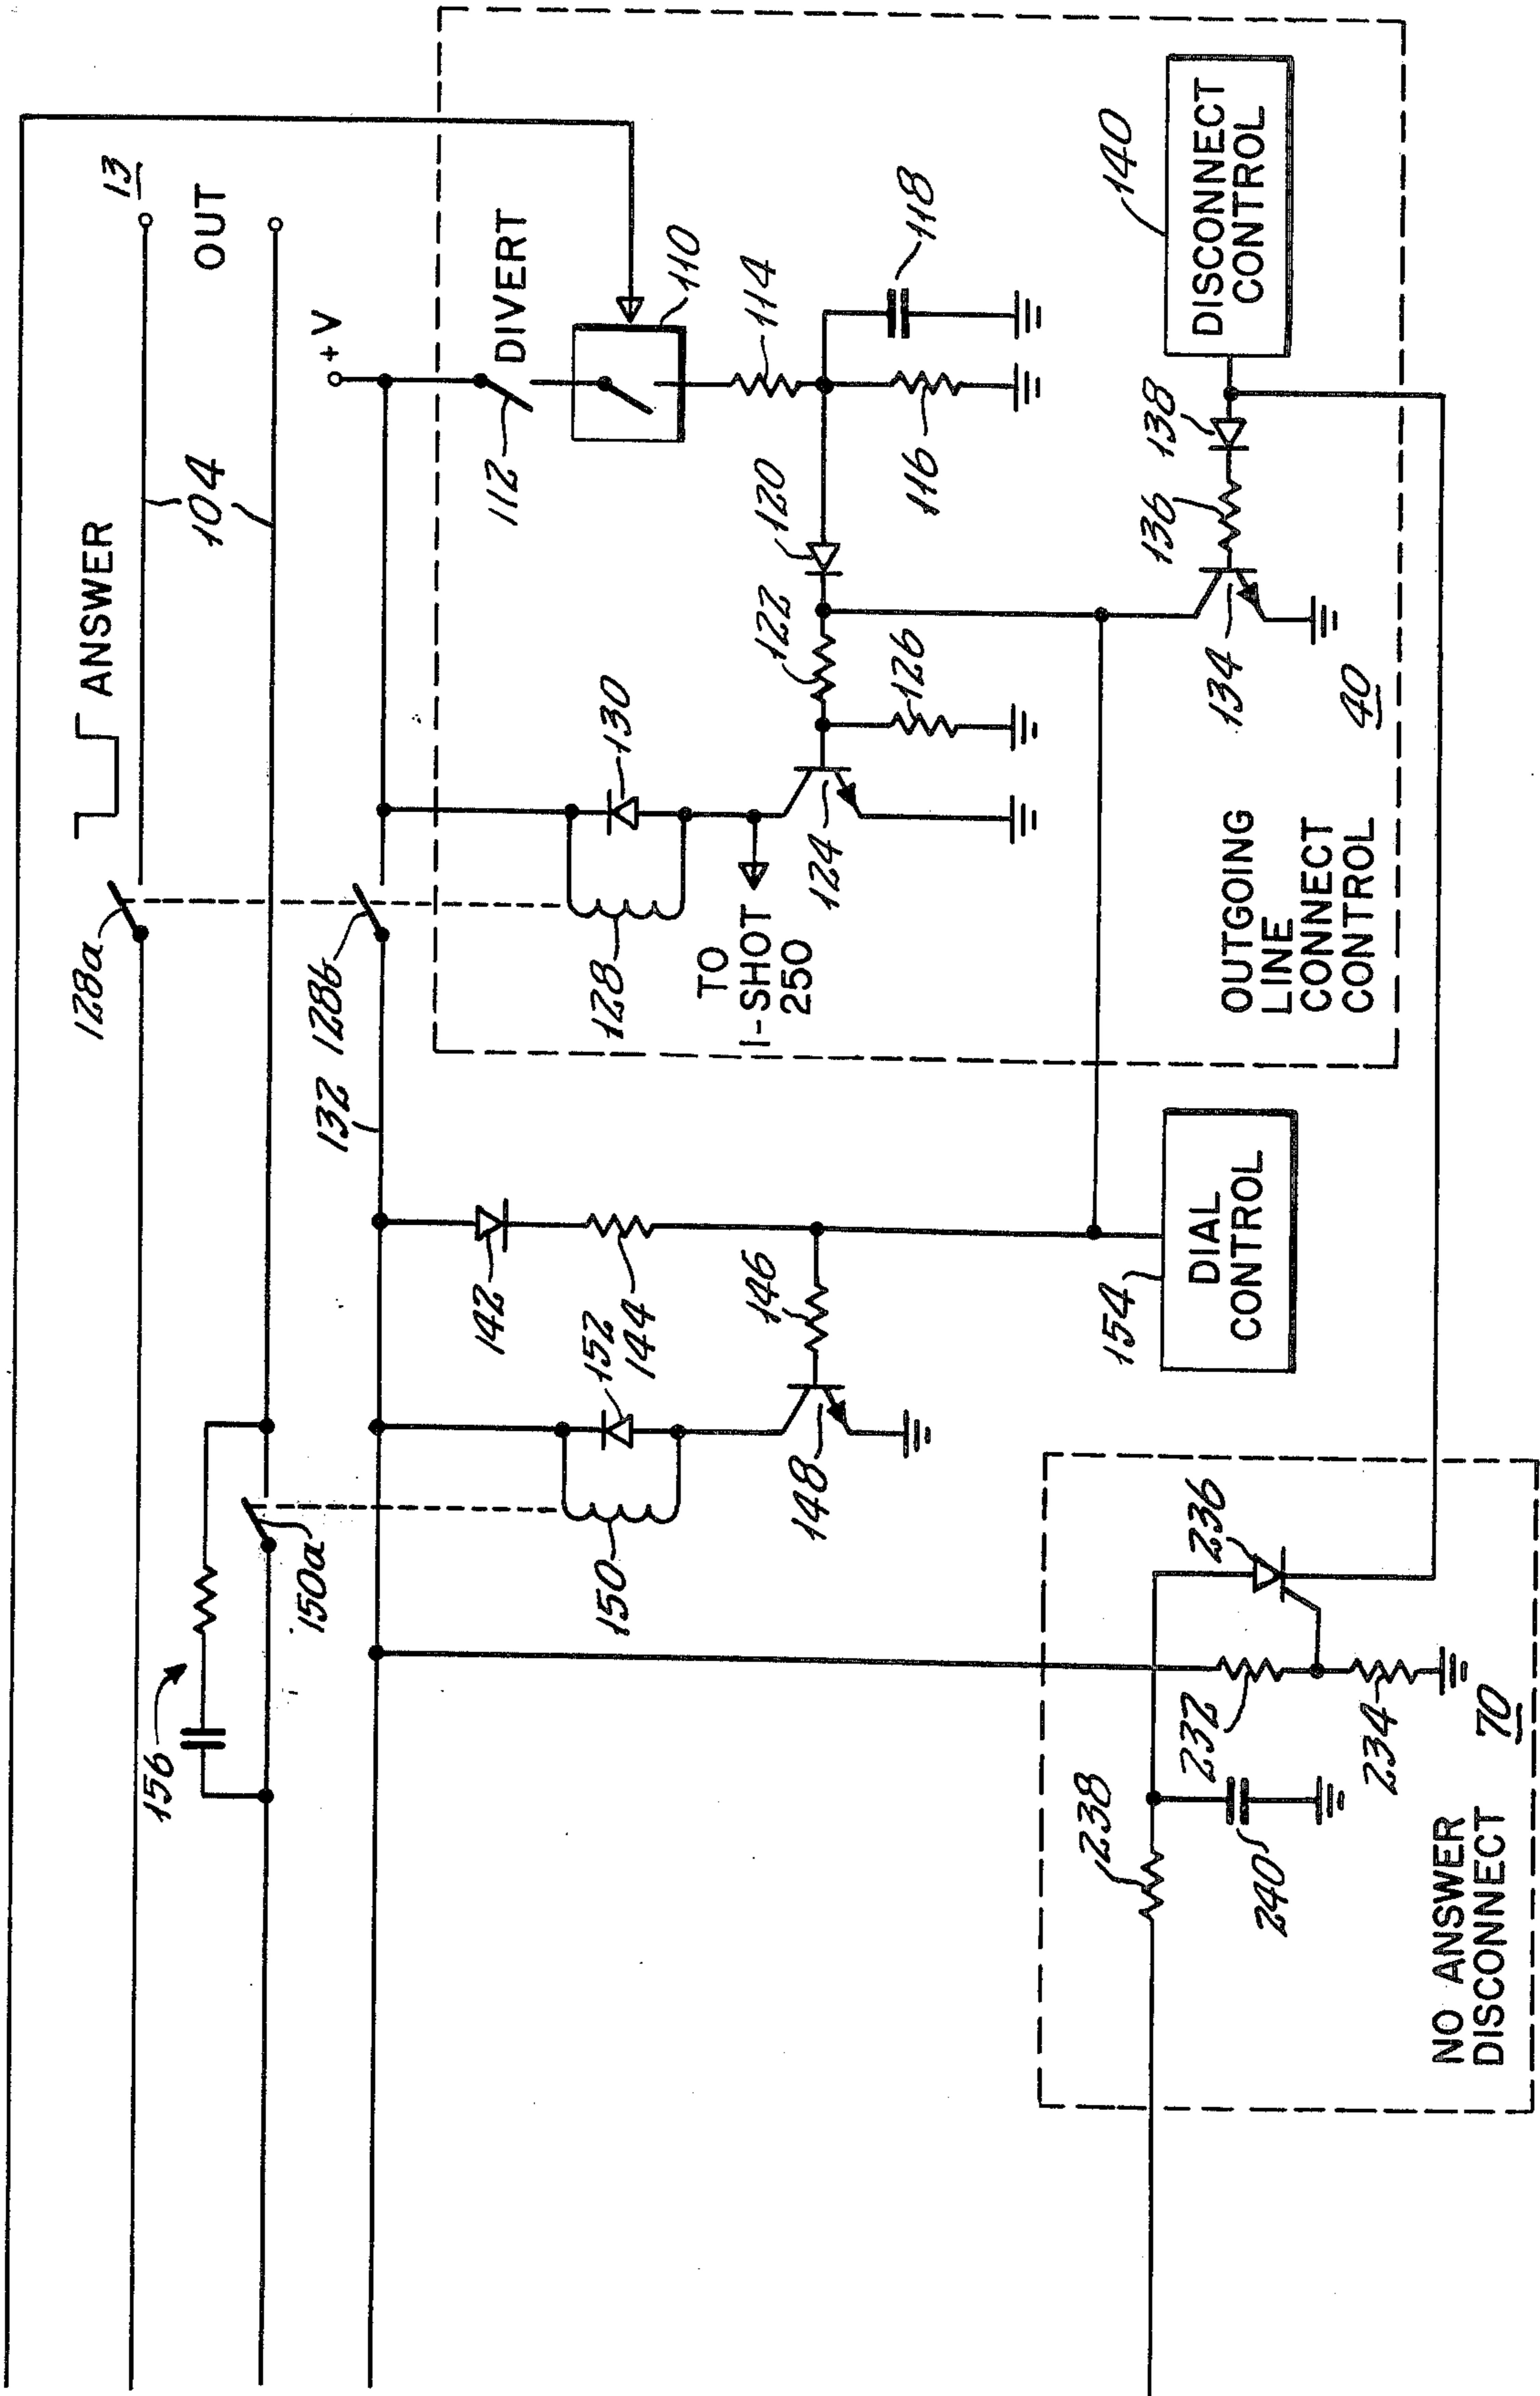 ANSWER
13
OUT
104
+V
DIVERT
112
110
114
118
116
120
122
126
130
128a
128b
128
132
124
TO
1-SHOT
250
134
136
138
140
DISCONNECT
CONTROL
40
OUTGOING
LINE
CONNECT
CONTROL
142
144
152
146
148
150
150a
156
154
DIAL
CONTROL
236
232
234
238
240
70
NO ANSWER
DISCONNECT